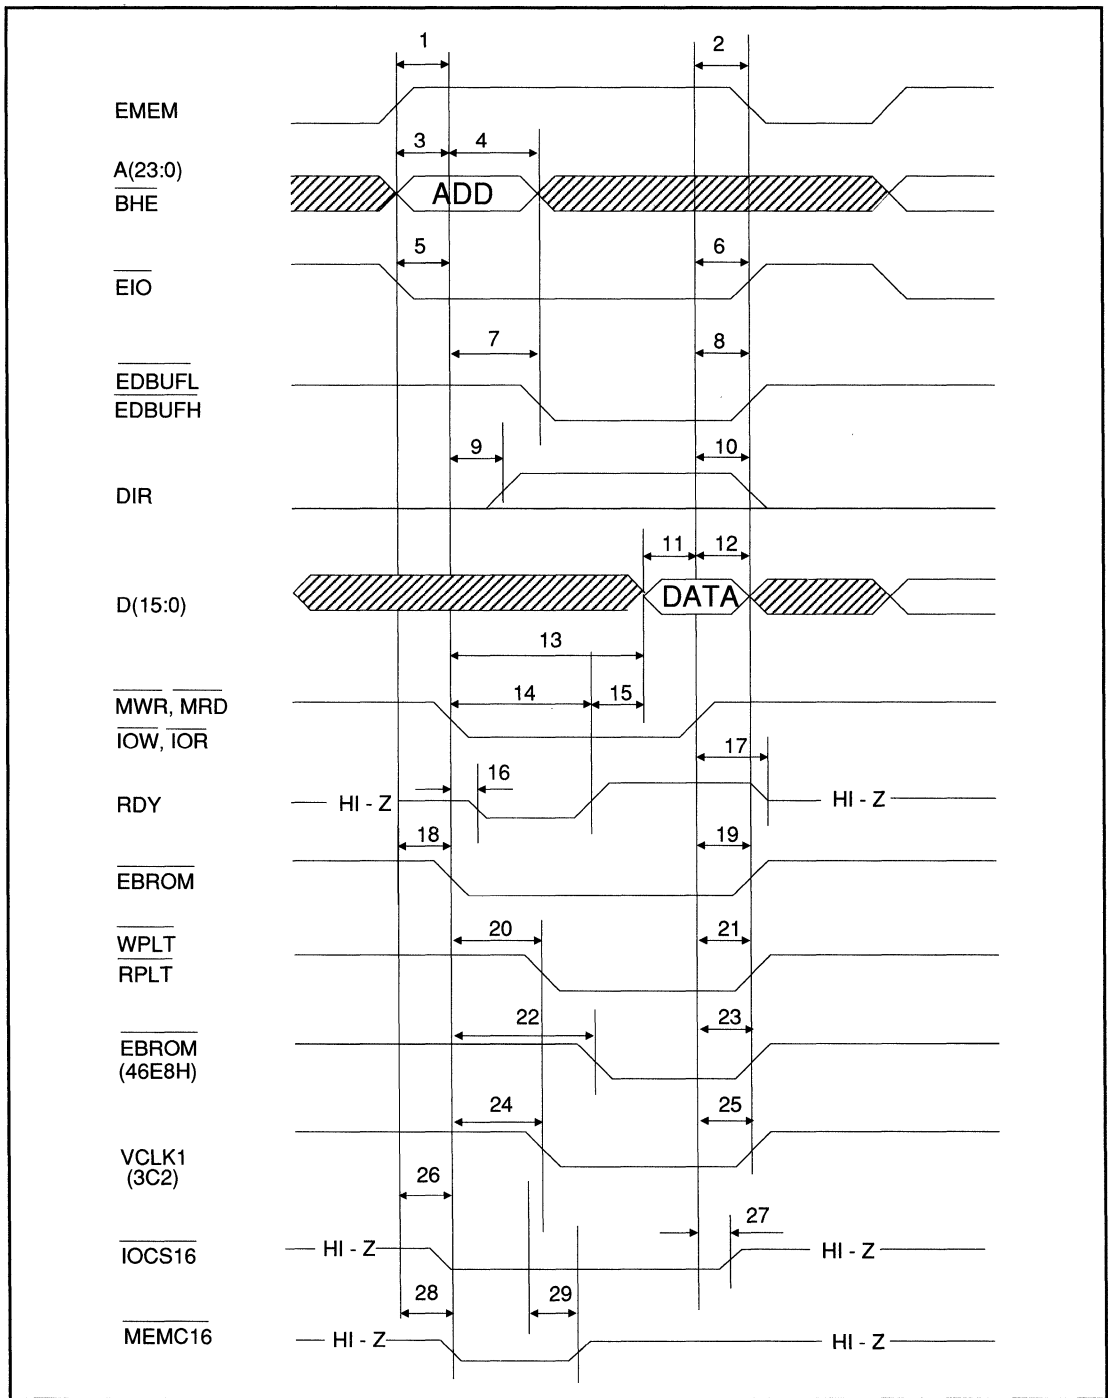 1 2
EMEM
3 4
A(23:0)
BHE
ADD
5 6
EIO
7 8
EDBUFL
EDBUFH
9 10
DIR
11 12
D(15:0)
DATA
13
MWR, MRD
14 15
IOW, IOR
17
16
RDY
HI - Z
HI - Z
18 19
EBROM
20 21
WPLT
RPLT
22 23
EBROM
(46E8H)
24 25
VCLK1
(3C2)
26
27
IOCS16
HI - Z
HI - Z
28 29
MEMC16
HI - Z
HI - Z